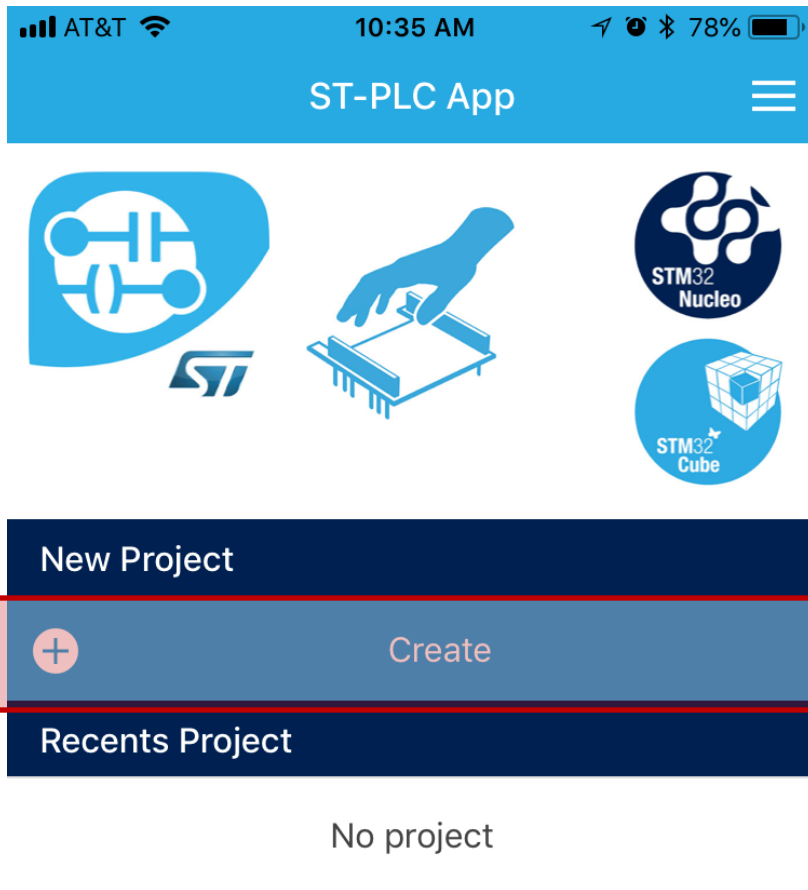 AT&T 10:35 AM 78%
ST-PLC App
ST
STM32
Nucleo
STM32
Cube
New Project
Create
Recents Project
No project